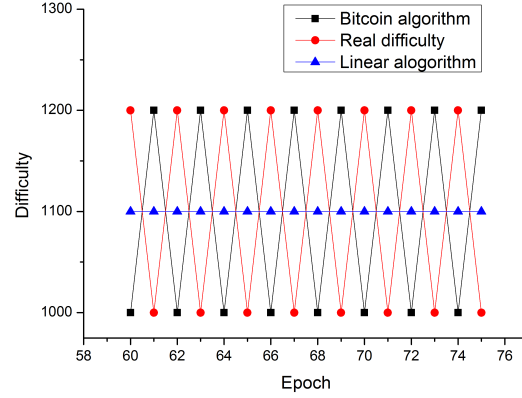 1300
1200
1100
1000
Difficulty
Bitcoin algorithm
Real difficulty
Linear alogorithm
58 60 62 64 66 68 70 72 74 76
Epoch